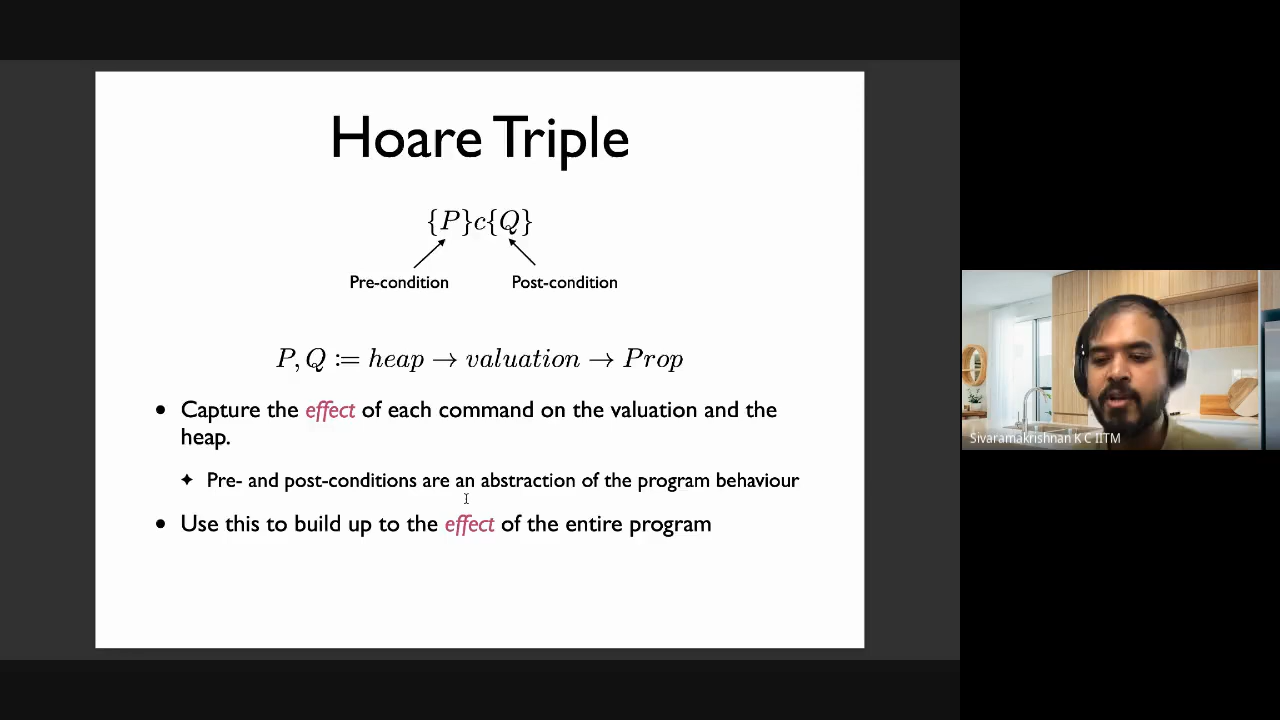 Hoare Triple
{P}c{Q}
Pre-condition Post-condition
P, Q := heap → valuation → Prop
• Capture the effect of each command on the valuation and the
heap.
✦ Pre- and post-conditions are an abstraction of the program behaviour
• Use this to build up to the effect of the entire program
Sivaramakrishnan K C IITM